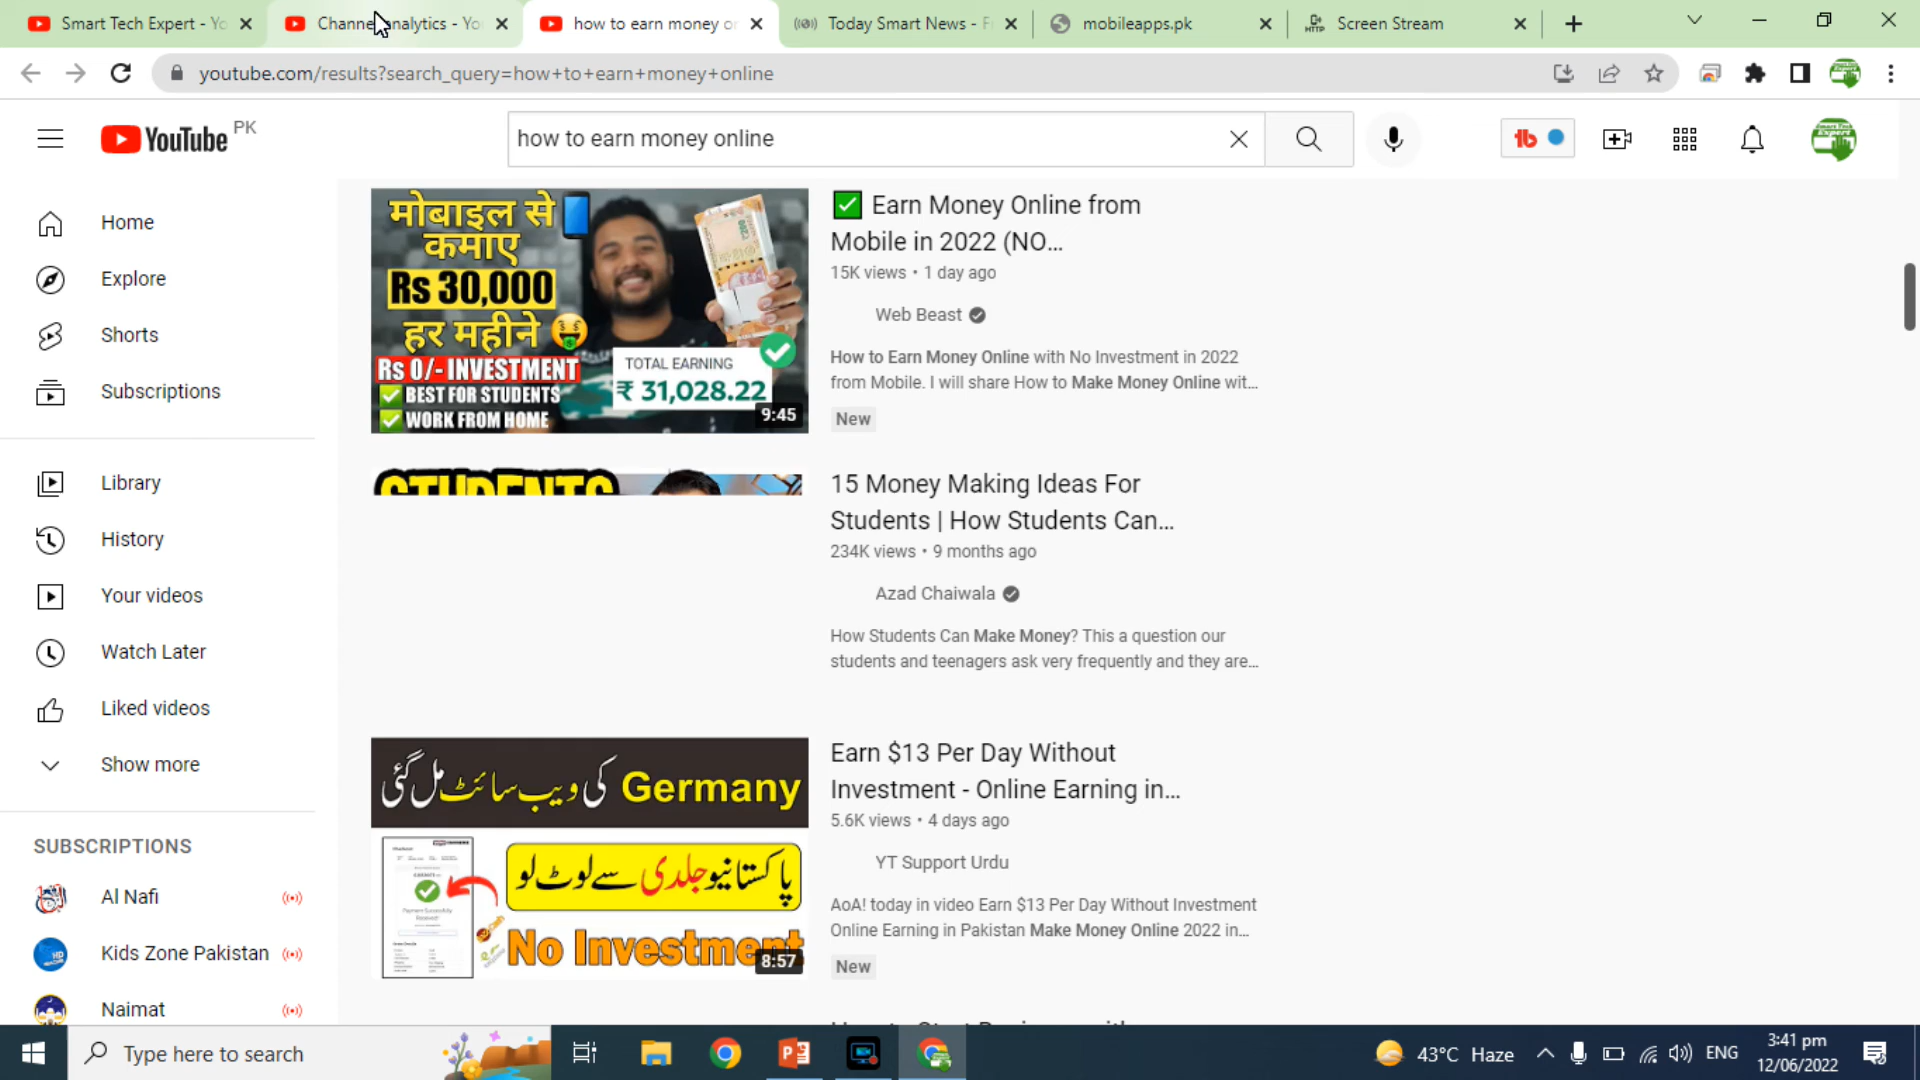 Smart Tech Expert - Yo
Channel analytics - You
how to earn money or
Today Smart News - F
mobileapps.pk
HTTP
Screen Stream
youtube.com/results?search_query=how+to+earn+money+online
YouTube PK
how to earn money online
Home
Explore
Shorts
Subscriptions
Library
History
Your videos
Watch Later
Liked videos
Show more
SUBSCRIPTIONS
Al Nafi
Kids Zone Pakistan
Naimat
मोबाइल से
कमाए
Rs 30,000
हर महीने
Rs 0/- INVESTMENT
BEST FOR STUDENTS
WORK FROM HOME
TOTAL EARNING
₹ 31,028.22
9:45
Earn Money Online from
Mobile in 2022 (NO...
15K views • 1 day ago
Web Beast
How to Earn Money Online with No Investment in 2022
from Mobile. I will share How to Make Money Online wit...
New
STUDENTS
15 Money Making Ideas For
Students | How Students Can...
234K views • 9 months ago
Azad Chaiwala
How Students Can Make Money? This a question our
students and teenagers ask very frequently and they are...
Germany کی ویب سائٹ مل گئی
پاکستانیو جلدی سے لوٹ لو
No Investment
8:57
Earn $13 Per Day Without
Investment - Online Earning in...
5.6K views • 4 days ago
YT Support Urdu
AoA! today in video Earn $13 Per Day Without Investment
Online Earning in Pakistan Make Money Online 2022 in...
New
Type here to search
43°C Haze
ENG
3:41 pm
12/06/2022